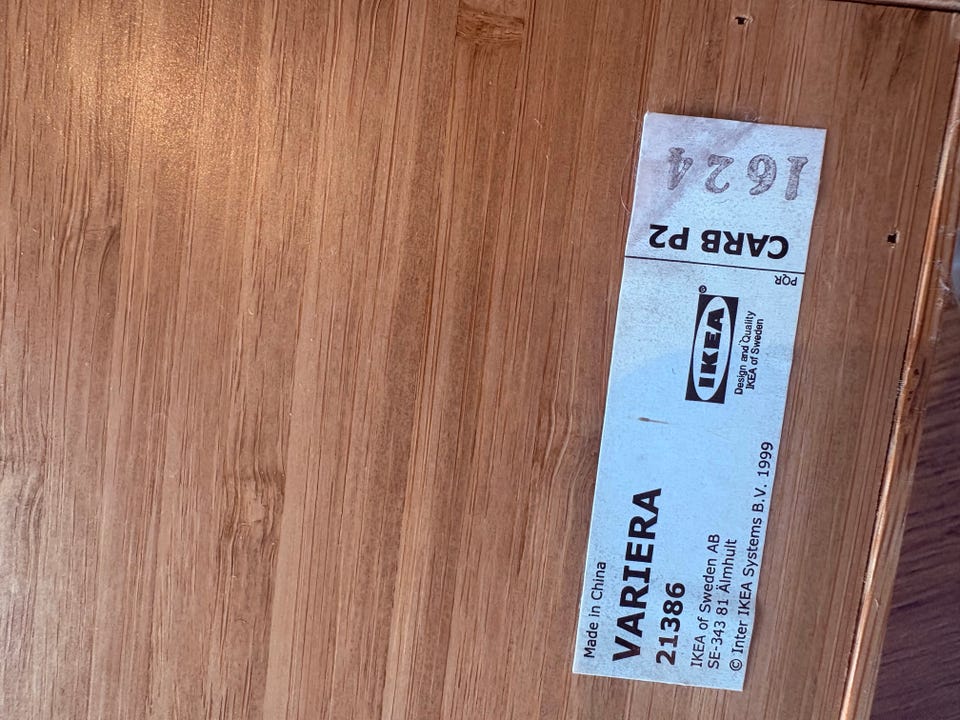 Made in China
VARIERA
21386
IKEA of Sweden AB
SE-343 81 Älmhult
© Inter IKEA Systems B.V. 1999
IKEA®
Design and Quality
IKEA of Sweden
PQR
CARB P2
1624